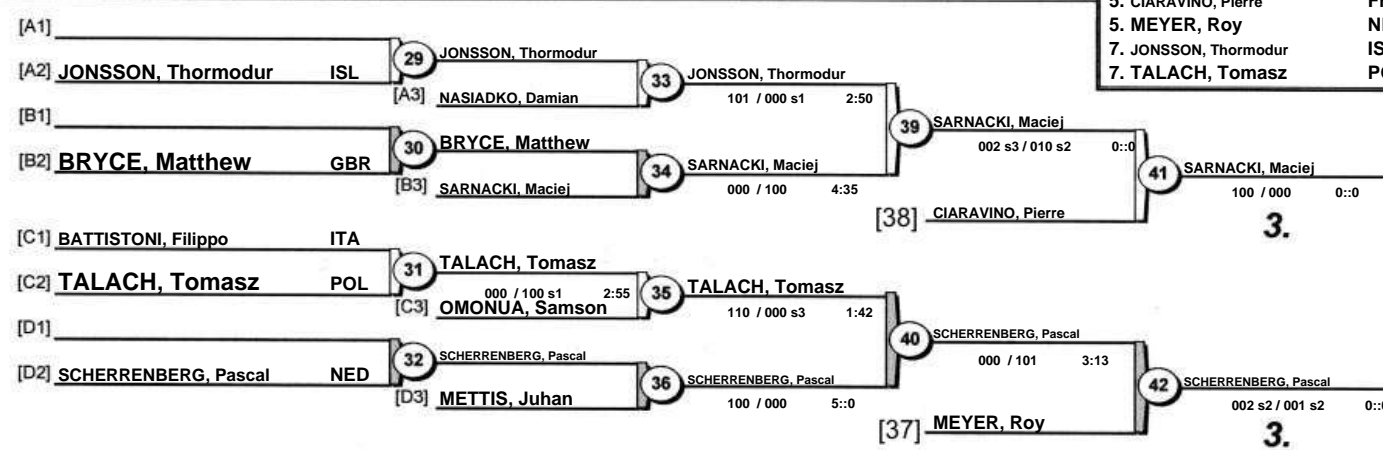 5. CIARAVINO, Pierre
5. MEYER, Roy
7. JONSSON, Thormodur
7. TALACH, Tomasz
[A1]
[A2] JONSSON, Thormodur ISL
29
JONSSON, Thormodur
[A3] NASIADKO, Damian
33
JONSSON, Thormodur
101 / 000 s1 2:50
[B1]
[B2] BRYCE, Matthew GBR
30
BRYCE, Matthew
[B3] SARNACKI, Maciej
34
SARNACKI, Maciej
000 / 100 4:35
39
SARNACKI, Maciej
002 s3 / 010 s2 0::0
[38] CIARAVINO, Pierre
41
SARNACKI, Maciej
100 / 000 0::0
3.
[C1] BATTISTONI, Filippo ITA
[C2] TALACH, Tomasz POL
31
TALACH, Tomasz
000 / 100 s1 2:55
[C3] OMONUA, Samson
35
TALACH, Tomasz
110 / 000 s3 1:42
[D1]
[D2] SCHERRENBERG, Pascal NED
32
SCHERRENBERG, Pascal
[D3] METTIS, Juhan
36
SCHERRENBERG, Pascal
100 / 000 5::0
40
SCHERRENBERG, Pascal
000 / 101 3:13
[37] MEYER, Roy
42
SCHERRENBERG, Pascal
002 s2 / 001 s2
3.